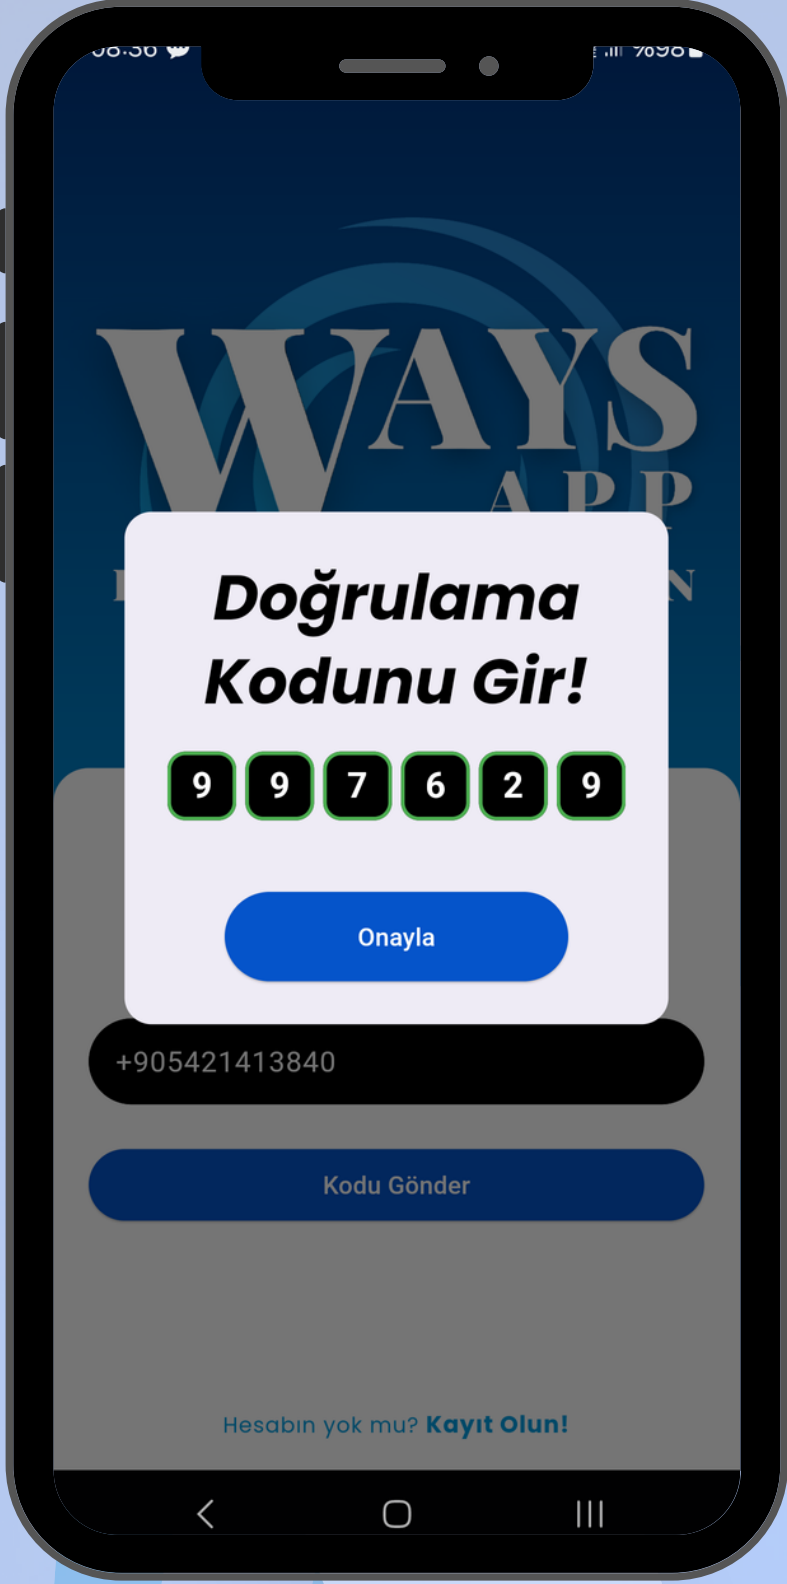 WAYS
APP
Doğrulama
Kodunu Gir!
9 9 7 6 2 9
Onayla
+905421413840
Kodu Gönder
Hesabın yok mu? Kayıt Olun!